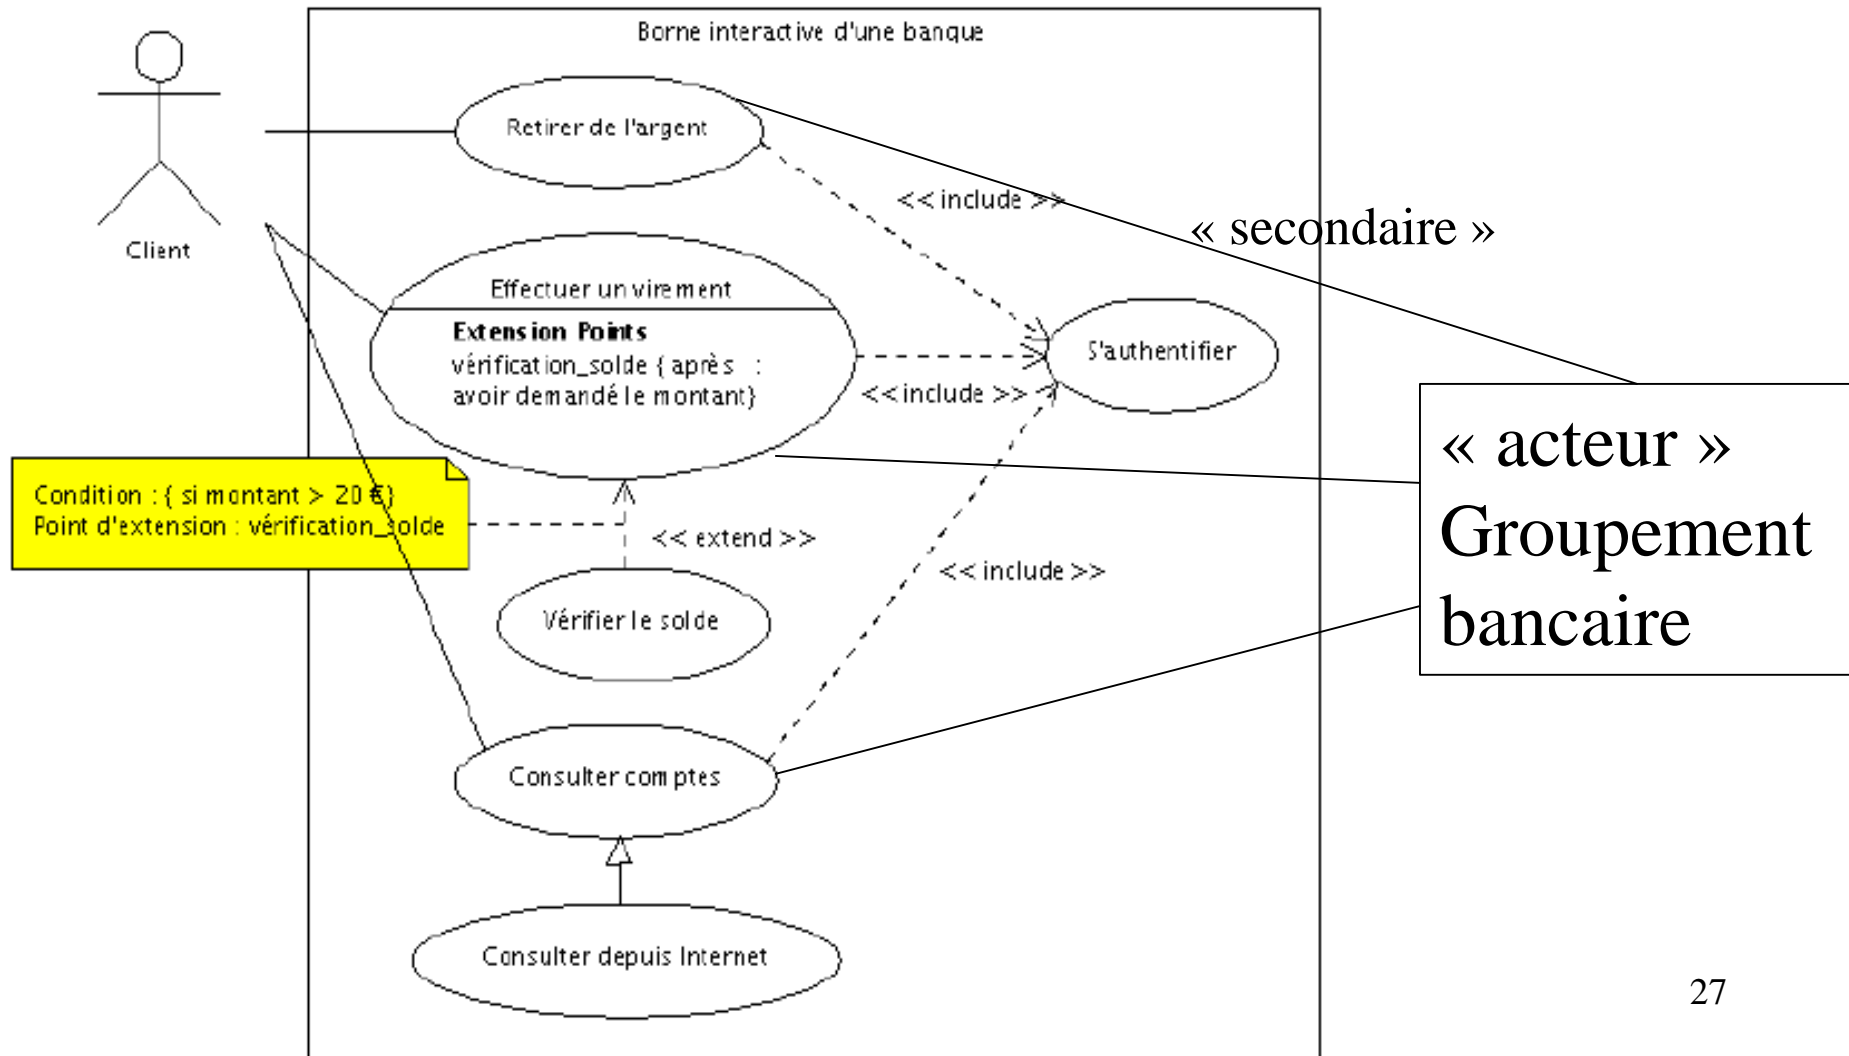 Borne interactive d'une banque
Retirer de l'argent
<< include >>
« secondaire »
Client
Effectuer un virement
Extension Points
vérification_solde { après :
avoir demandé le montant}
S'authentifier
<< include >>
« acteur »
Groupement
bancaire
Condition : { si montant > 20 € }
Point d'extension : vérification_solde
<< extend >>
<< include >>
Vérifier le solde
Consulter comptes
Consulter depuis Internet
27